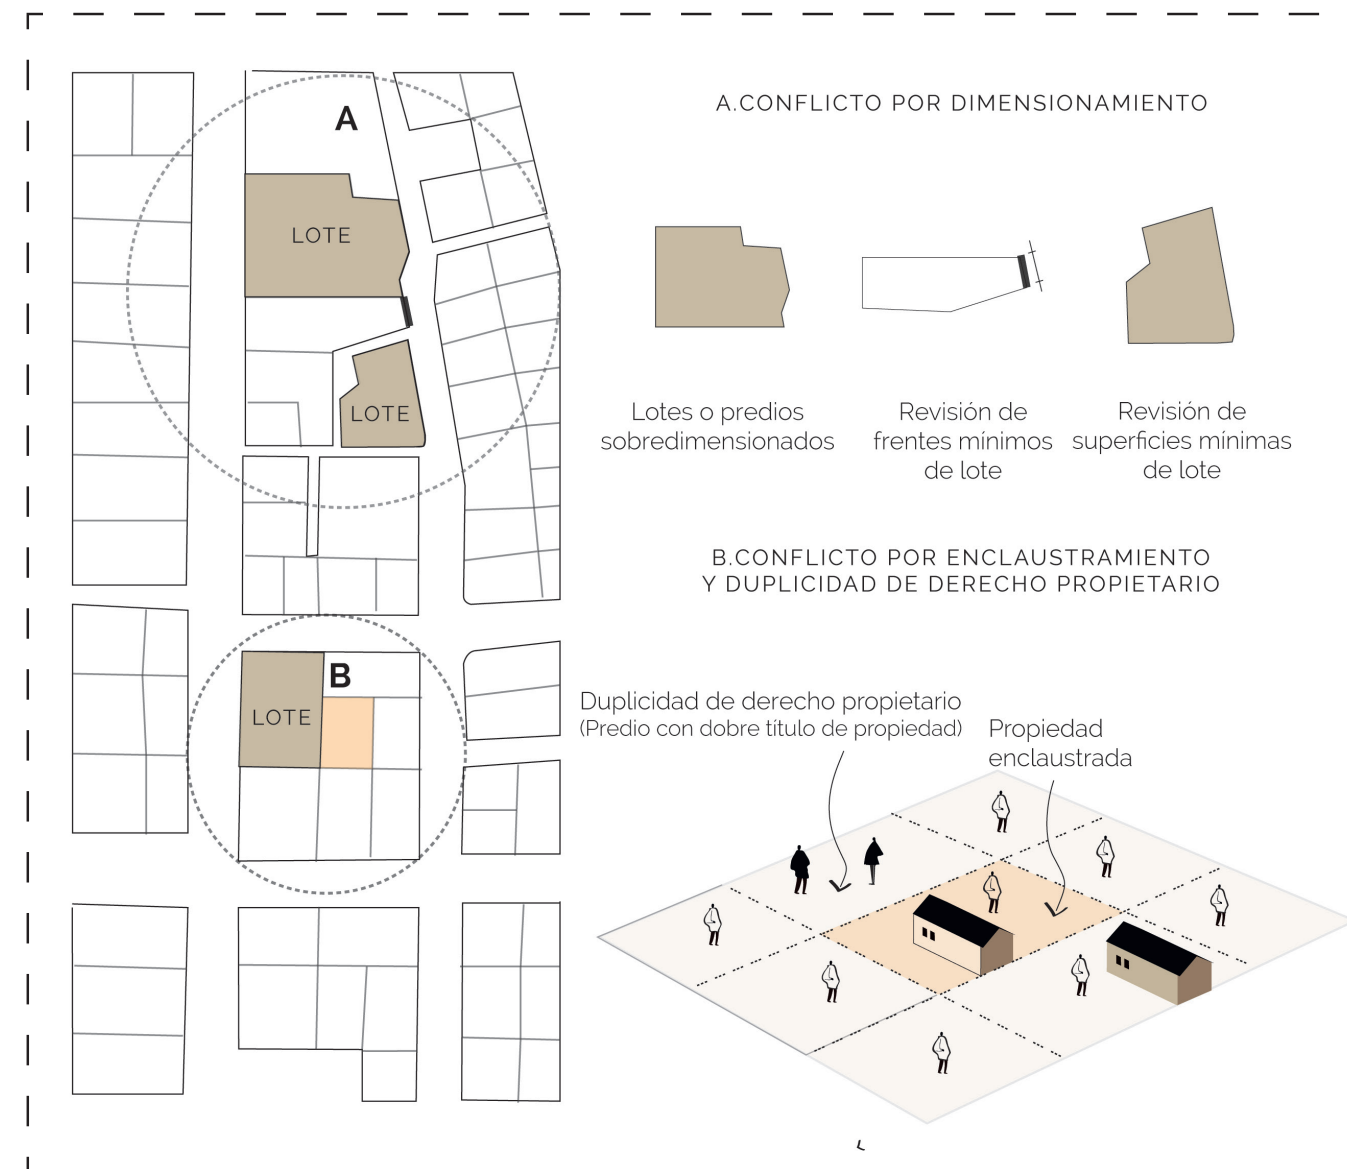 A
LOTE
LOTE
B
LOTE
A.CONFLICTO POR DIMENSIONAMIENTO
Lotes o predios
sobredimensionados
Revisión de
frentes mínimos
de lote
Revisión de
superficies mínimas
de lote
B.CONFLICTO POR ENCLAUSTRAMIENTO
Y DUPLICIDAD DE DERECHO PROPIETARIO
Duplicidad de derecho propietario
(Predio con dobre título de propiedad)
Propiedad
enclaustrada